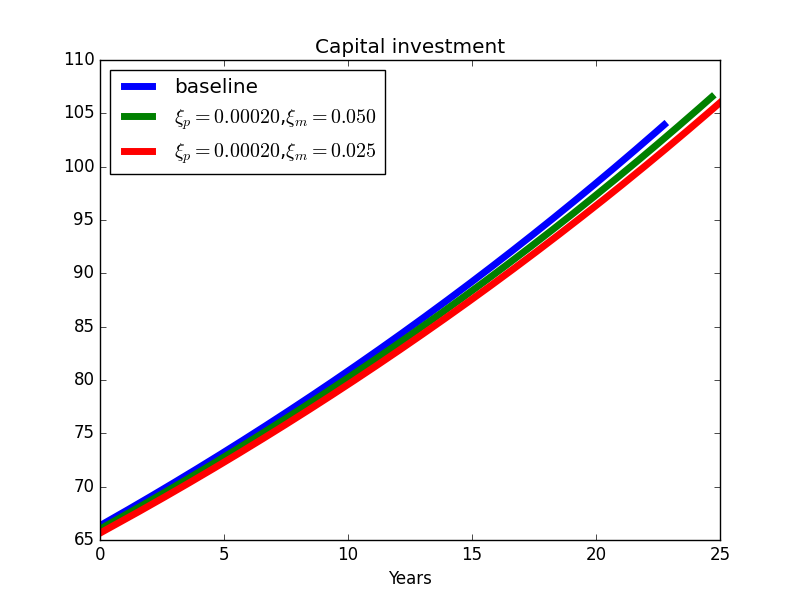 Capital investment
110
105
100
95
90
85
80
75
70
65
baseline
ξₚ = 0.00020,ξₘ = 0.050
ξₚ = 0.00020,ξₘ = 0.025
0 5 10 15 20 25
Years